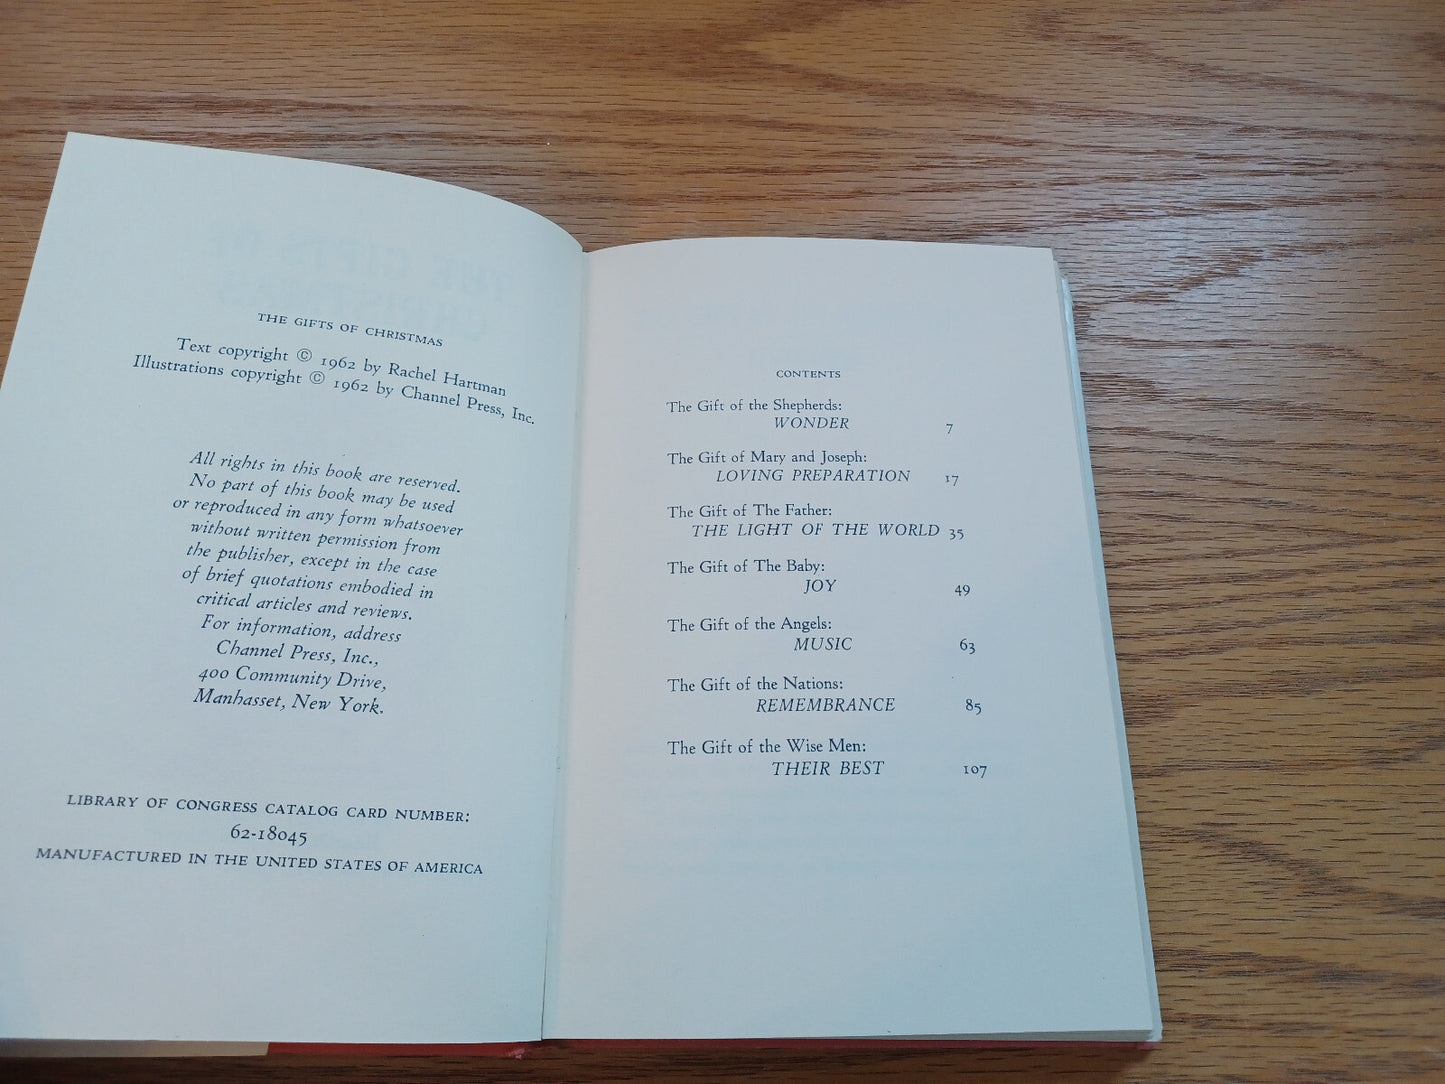 THE GIFTS OF CHRISTMAS
Text copyright © 1962 by Rachel Hartman
Illustrations copyright © 1962 by Channel Press, Inc.
All rights in this book are reserved.
No part of this book may be used
or reproduced in any form whatsoever
without written permission from
the publisher, except in the case
of brief quotations embodied in
critical articles and reviews.
For information, address
Channel Press, Inc.,
400 Community Drive,
Manhasset, New York.
LIBRARY OF CONGRESS CATALOG CARD NUMBER:
62-18045
MANUFACTURED IN THE UNITED STATES OF AMERICA
CONTENTS
The Gift of the Shepherds:
WONDER 7
The Gift of Mary and Joseph:
LOVING PREPARATION 17
The Gift of The Father:
THE LIGHT OF THE WORLD 35
The Gift of The Baby:
JOY 49
The Gift of the Angels:
MUSIC 63
The Gift of the Nations:
REMEMBRANCE 85
The Gift of the Wise Men:
THEIR BEST 107